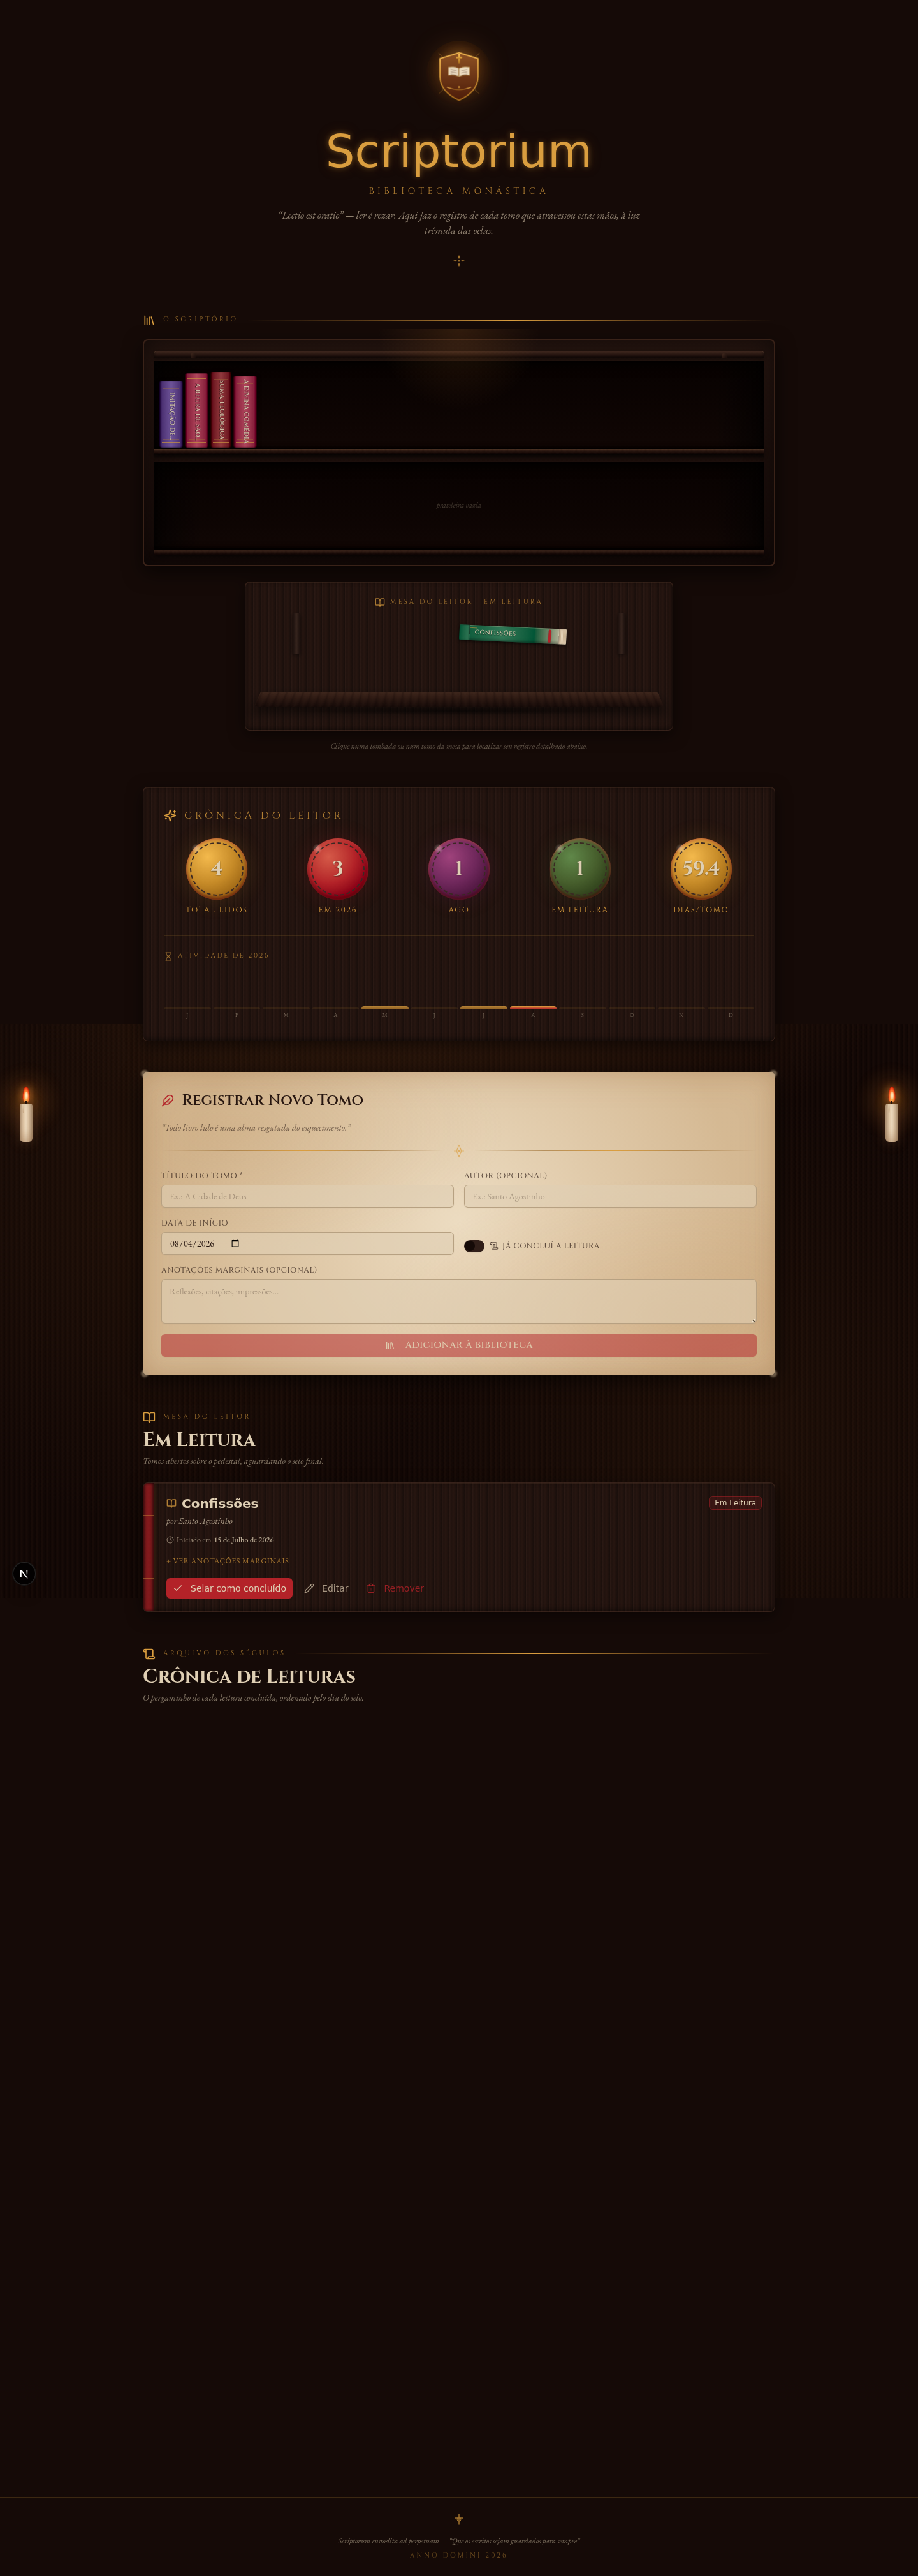 Scriptorium
BIBLIOTECA MONÁSTICA
"Lectio est oratio" — ler é rezar. Aqui jaz o registro de cada tomo que atravessou estas mãos, à luz
trêmula das velas.
O SCRIPTÓRIO
IMITAÇÃO DE…
A REGRA DE SÃO…
SUMA TEOLÓGICA
A DIVINA COMÉDIA
prateleira vazia
MESA DO LEITOR · EM LEITURA
CONFISSÕES
Clique numa lombada ou num tomo da mesa para localizar seu registro detalhado abaixo.
CRÔNICA DO LEITOR
4
3
1
1
59.4
TOTAL LIDOS
EM 2026
AGO
EM LEITURA
DIAS/TOMO
ATIVIDADE DE 2026
J F M A M J J A S O N D
REGISTRAR NOVO TOMO
"Todo livro lido é uma alma resgatada do esquecimento."
TÍTULO DO TOMO *
AUTOR (OPCIONAL)
Ex.: A Cidade de Deus
Ex.: Santo Agostinho
DATA DE INÍCIO
08/04/2026
JÁ CONCLUÍ A LEITURA
ANOTAÇÕES MARGINAIS (OPCIONAL)
Reflexões, citações, impressões…
ADICIONAR À BIBLIOTECA
MESA DO LEITOR
EM LEITURA
Tomos abertos sobre o pedestal, aguardando o selo final.
Confissões
Em Leitura
por Santo Agostinho
Iniciado em 15 de Julho de 2026
+ VER ANOTAÇÕES MARGINAIS
Selar como concluído
Editar
Remover
N
ARQUIVO DOS SÉCULOS
CRÔNICA DE LEITURAS
O pergaminho de cada leitura concluída, ordenado pelo dia do selo.
Scriptorum custodita ad perpetuam — "Que os escritos sejam guardados para sempre"
ANNO DOMINI 2026